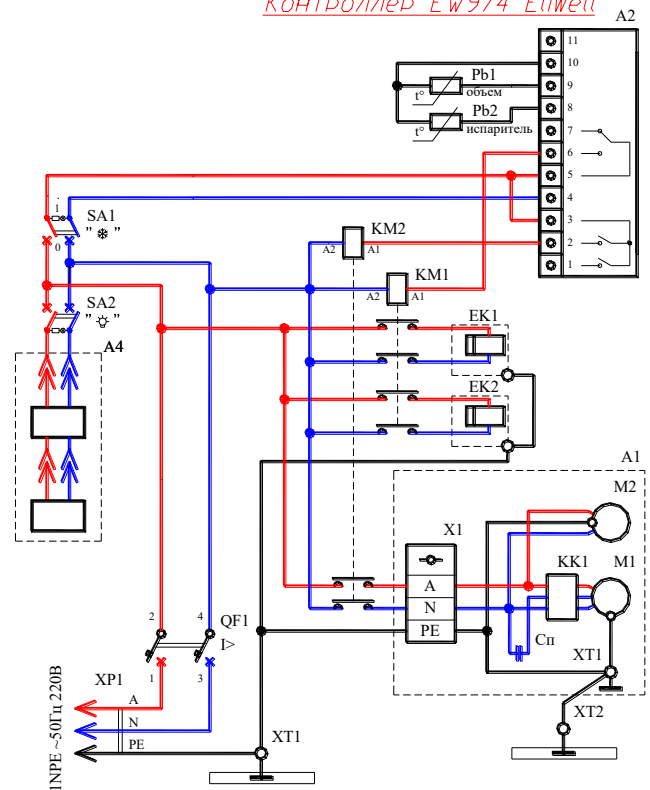 Контроллер EW974 Eliwell
A2
11
10
Pb1
t°
объем
9
8
Pb2
t°
испаритель
7
6
5
4
3
2
1
1
SA1
" ❄ "
0
SA2
A4
KM2
A2
A1
KM1
A2
A1
EK1
EK2
A1
M2
X1
A
N
PE
KK1
M1
Cп
XT1
XT2
2
4
QF1
I>
1
3
XP1
A
N
PE
1NPE ~50Гц 220В
XT1